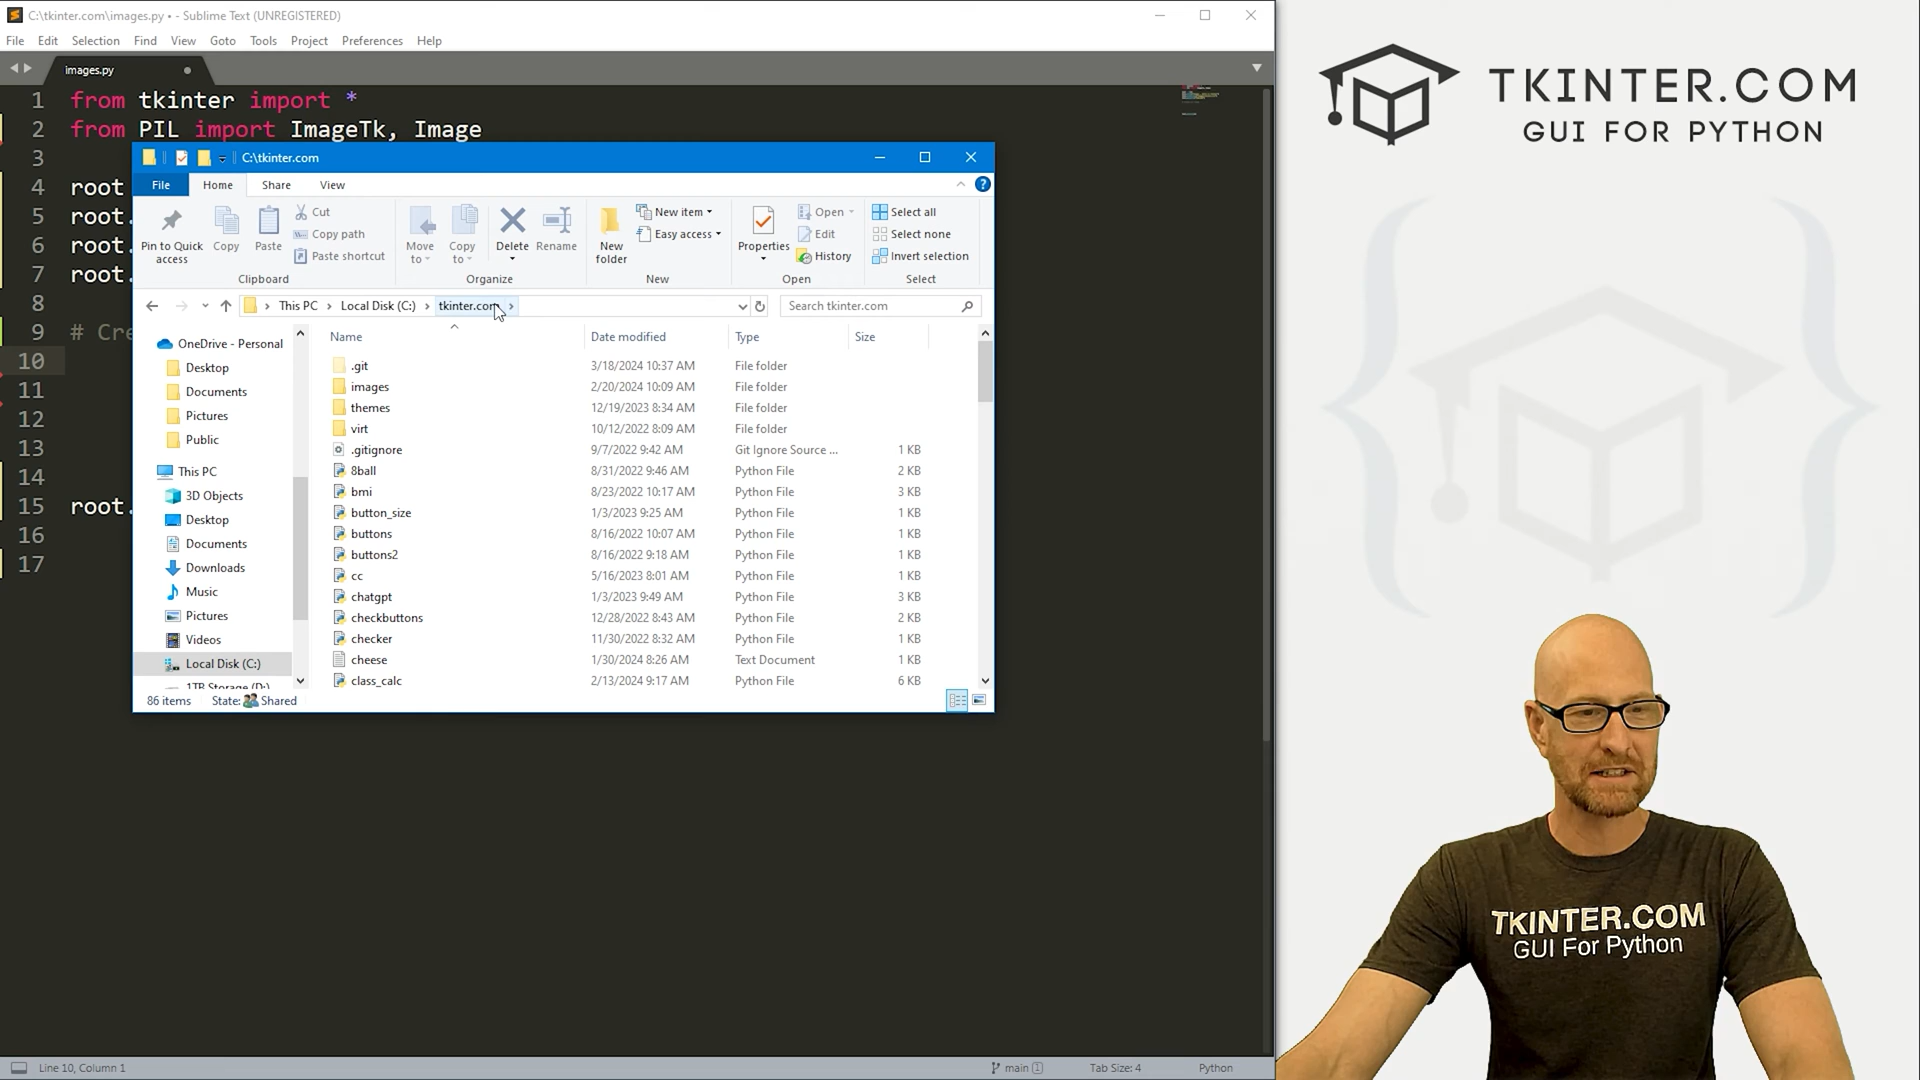 C:\tkinter.com\images.py • - Sublime Text (UNREGISTERED)
File Edit Selection Find View Goto Tools Project Preferences Help
images.py
1 from tkinter import *
2 from PIL import ImageTk, Image
3
4 root
5 root.
6 root.
7 root.
8
9 # Cre
10
11
12
13
14
15 root.
16
17
C:\tkinter.com
File Home Share View
Pin to Quick access
Copy
Paste
Cut
Copy path
Paste shortcut
Clipboard
Move to
Copy to
Delete
Rename
Organize
New folder
New item
Easy access
New
Properties
Open
Edit
History
Open
Select all
Select none
Invert selection
Select
This PC Local Disk (C:) tkinter.com
Search tkinter.com
OneDrive - Personal
Desktop
Documents
Pictures
Public
This PC
3D Objects
Desktop
Documents
Downloads
Music
Pictures
Videos
Local Disk (C:)
1TB Storage (D:)
Name Date modified Type Size
.git 3/18/2024 10:37 AM File folder
images 2/20/2024 10:09 AM File folder
themes 12/19/2023 8:34 AM File folder
virt 10/12/2022 8:09 AM File folder
.gitignore 9/7/2022 9:42 AM Git Ignore Source ... 1 KB
8ball 8/31/2022 9:46 AM Python File 2 KB
bmi 8/23/2022 10:17 AM Python File 3 KB
button_size 1/3/2023 9:25 AM Python File 1 KB
buttons 8/16/2022 10:07 AM Python File 1 KB
buttons2 8/16/2022 9:18 AM Python File 1 KB
cc 5/16/2023 8:01 AM Python File 1 KB
chatgpt 1/3/2023 9:49 AM Python File 3 KB
checkbuttons 12/28/2022 8:43 AM Python File 2 KB
checker 11/30/2022 8:32 AM Python File 1 KB
cheese 1/30/2024 8:26 AM Text Document 1 KB
class_calc 2/13/2024 9:17 AM Python File 6 KB
86 items State: Shared
Line 10, Column 1 main 1 Tab Size: 4 Python
TKINTER.COM
GUI FOR PYTHON
TKINTER.COM
GUI For Python